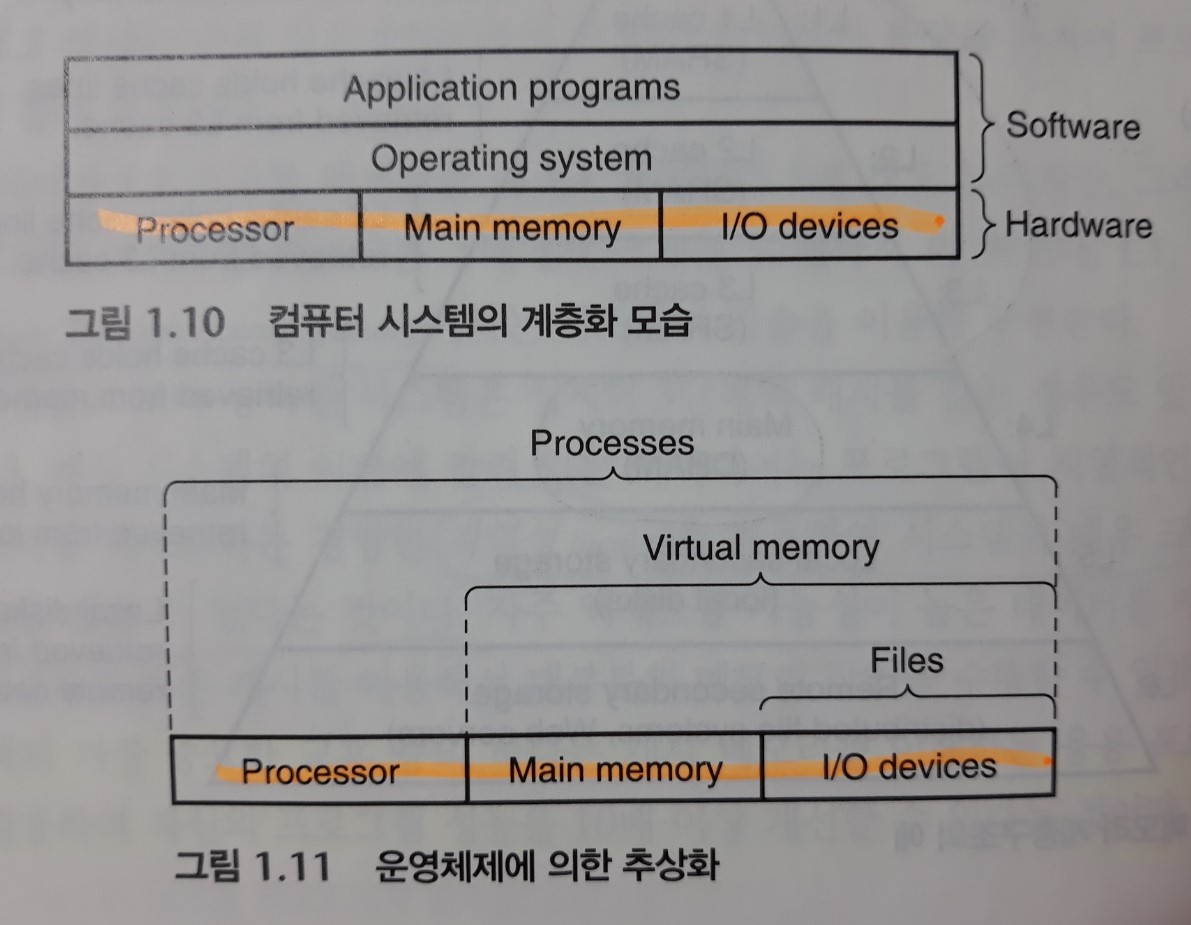 Application programs
Operating system
Software
Processor Main memory I/O devices
Hardware
그림 1.10 컴퓨터 시스템의 계층화 모습
Processes
Virtual memory
Files
Processor Main memory I/O devices
그림 1.11 운영체제에 의한 추상화